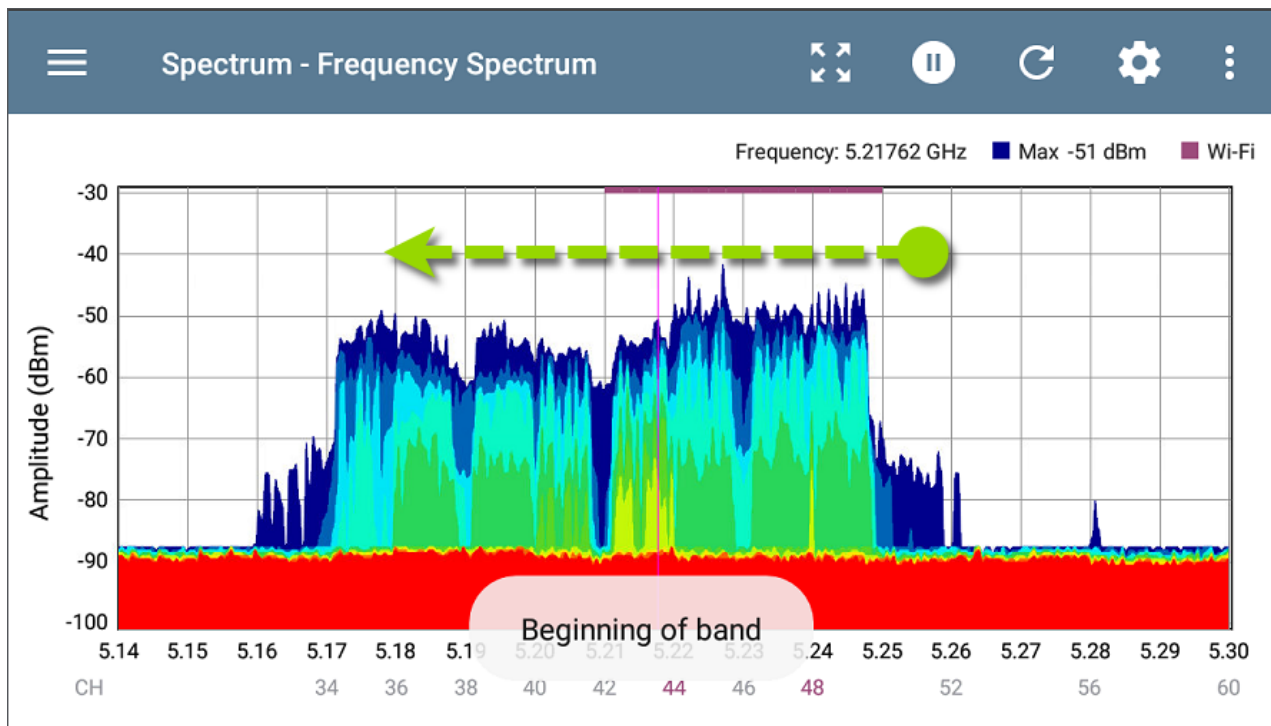 Spectrum - Frequency Spectrum
Frequency: 5.21762 GHz Max -51 dBm Wi-Fi
-30
-40
-50
-60
-70
-80
-90
-100
Amplitude (dBm)
Beginning of band
5.14 5.15 5.16 5.17 5.18 5.19 5.20 5.21 5.22 5.23 5.24 5.25 5.26 5.27 5.28 5.29 5.30
CH 34 36 38 40 42 44 46 48 52 56 60